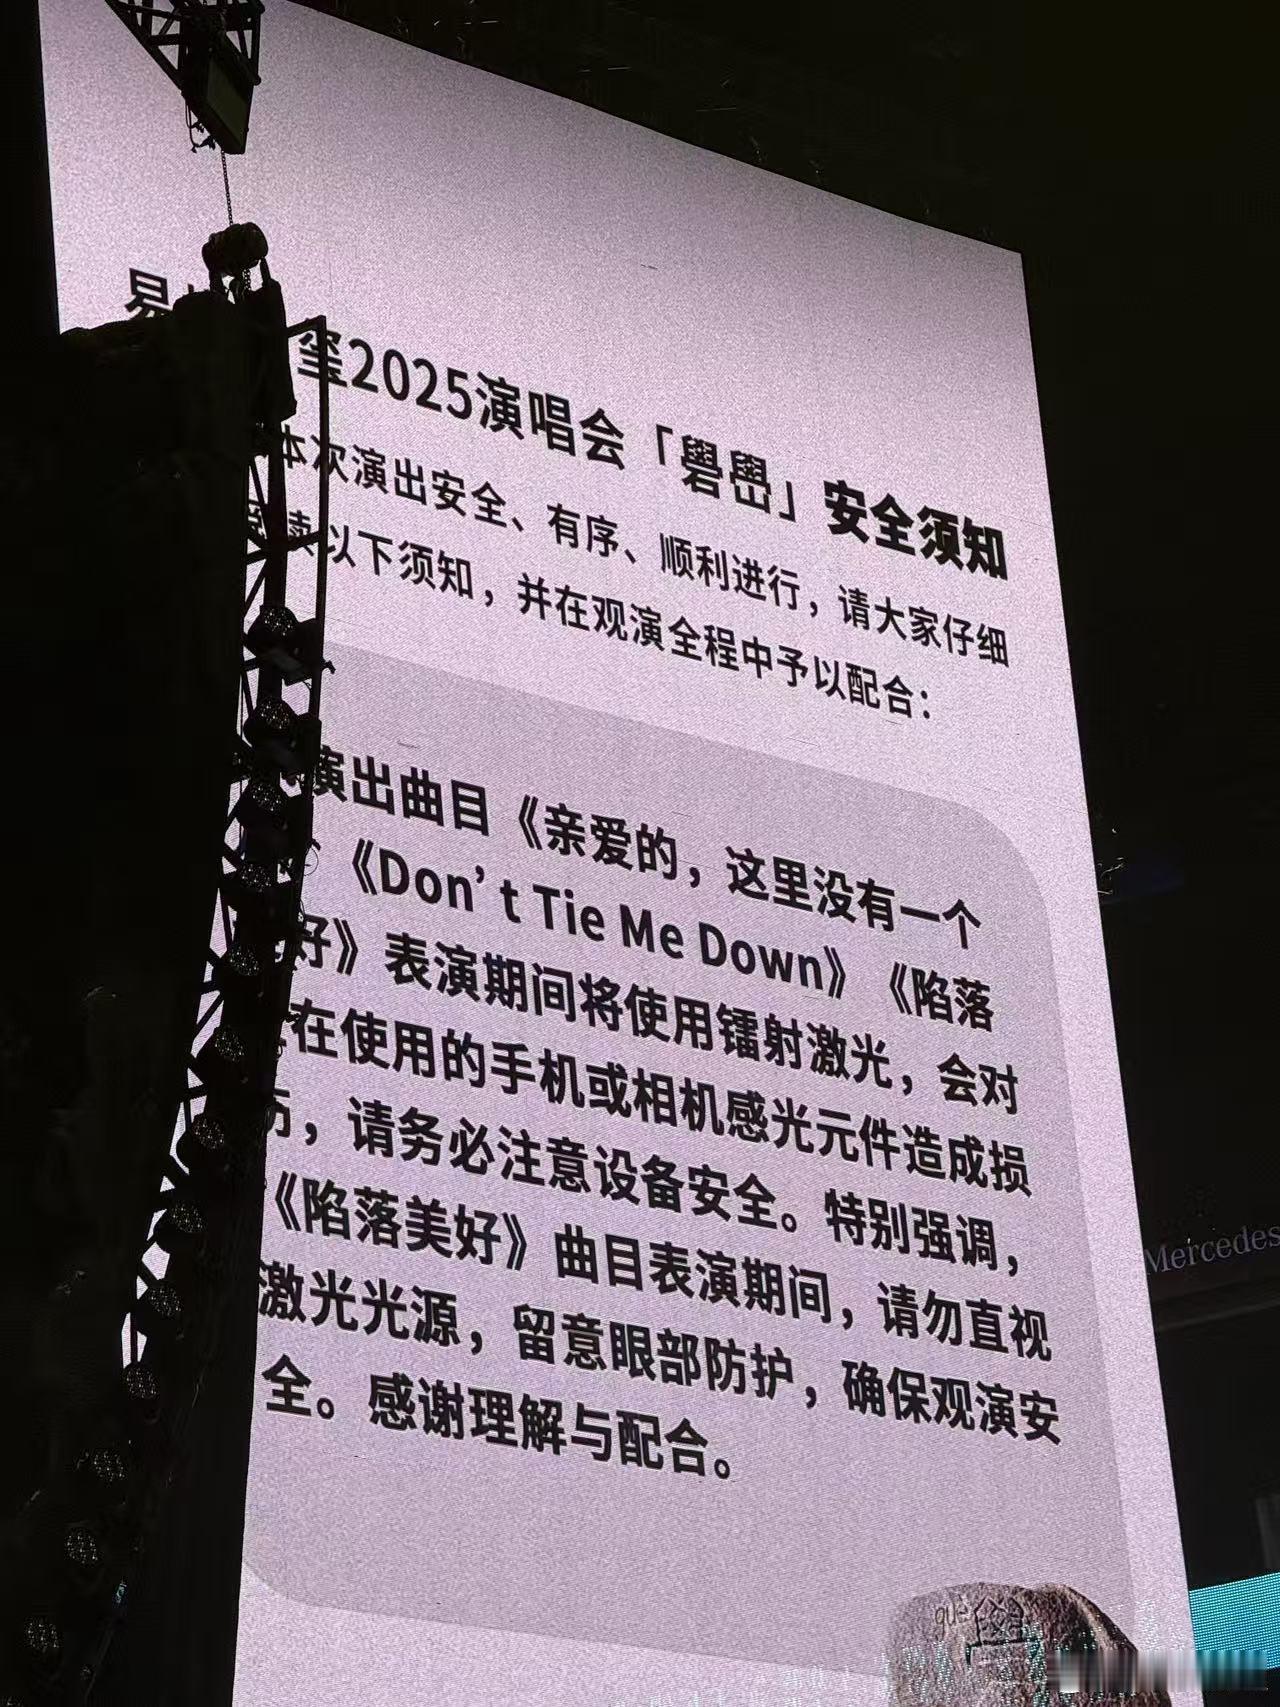 易
玺2025演唱会「礐嶨」安全须知
本次演出安全、有序、顺利进行，请大家仔细
读以下须知，并在观演全程中予以配合：
演出曲目《亲爱的，这里没有一个
《Don't Tie Me Down》《陷落
好》表演期间将使用镭射激光，会对
在使用的手机或相机感光元件造成损
伤，请务必注意设备安全。特别强调，
《陷落美好》曲目表演期间，请勿直视
激光光源，留意眼部防护，确保观演安
全。感谢理解与配合。
Mercedes
què